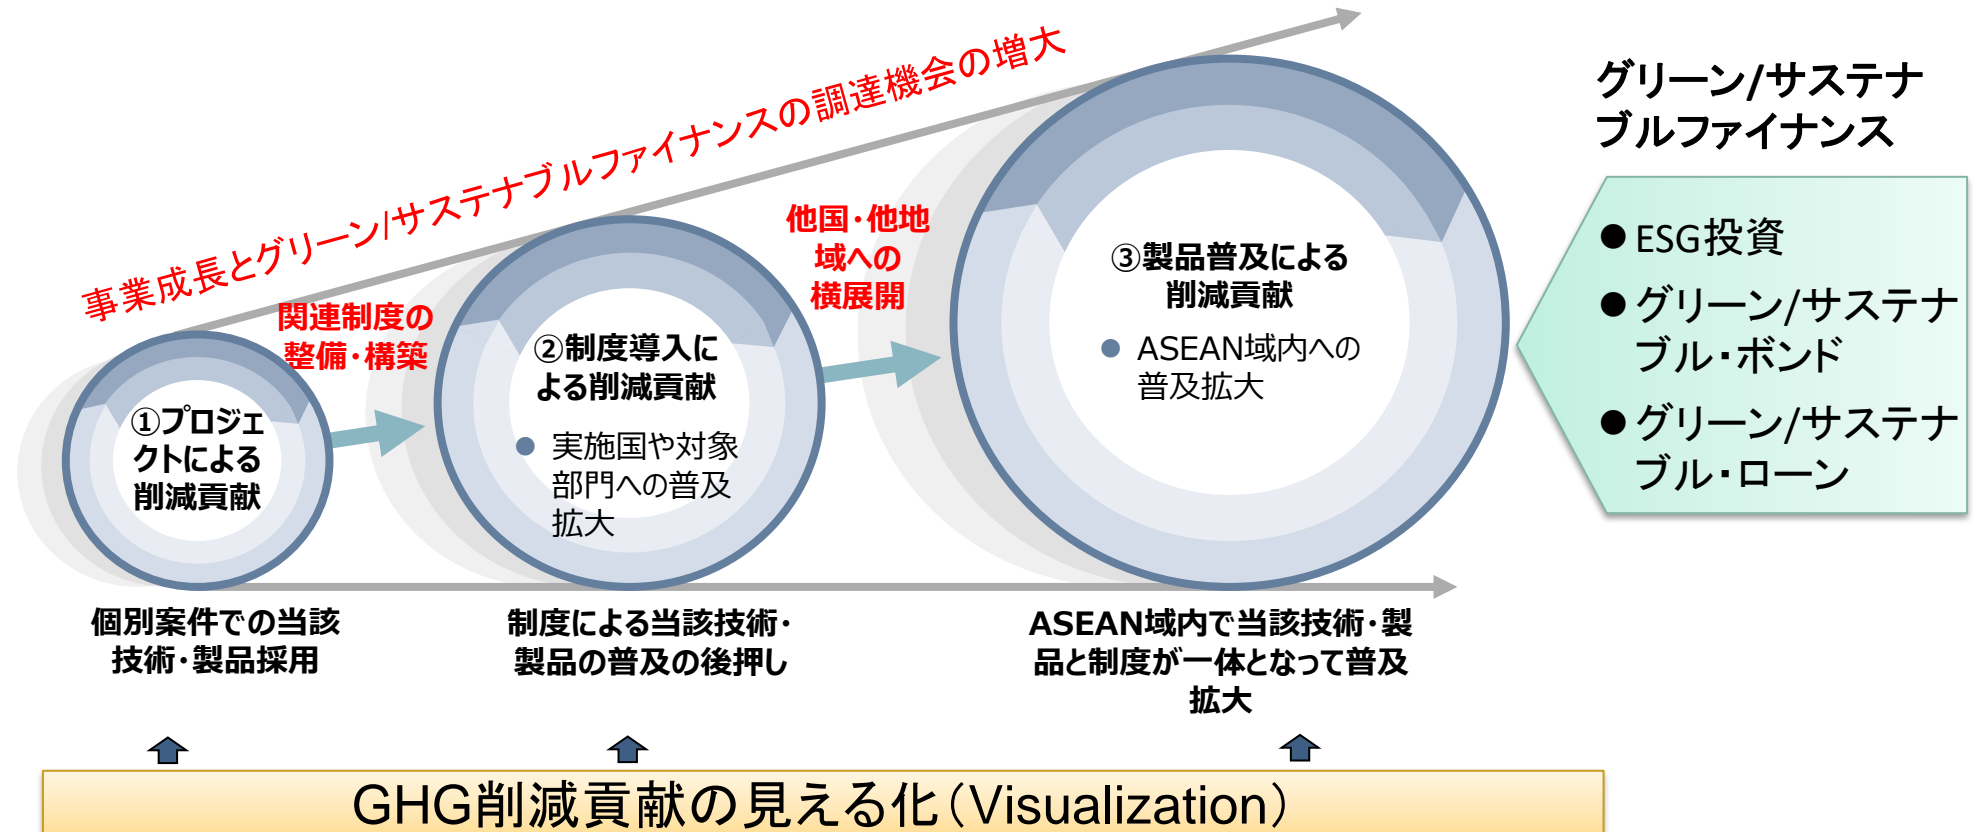 事業成長とグリーン/サステナブルファイナンスの調達機会の増大
①プロジェ
クトによる
削減貢献
関連制度の
整備・構築
②制度導入に
よる削減貢献
● 実施国や対象
部門への普及
拡大
他国・他地
域への
横展開
③製品普及による
削減貢献
● ASEAN域内への
普及拡大
グリーン/サステナ
ブルファイナンス
●ESG投資
●グリーン/サステナ
ブル・ボンド
●グリーン/サステナ
ブル・ローン
個別案件での当該
技術・製品採用
制度による当該技術・
製品の普及の後押し
ASEAN域内で当該技術・製
品と制度が一体となって普及
拡大
GHG削減貢献の見える化（Visualization）